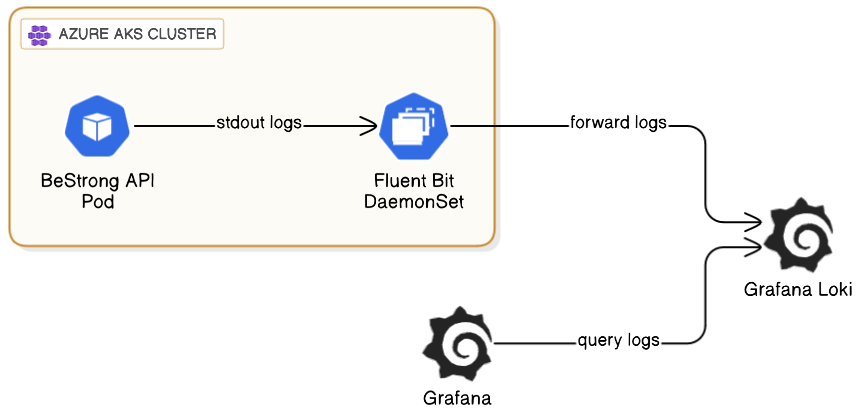 AZURE AKS CLUSTER
stdout logs
forward logs
BeStrong API
Pod
Fluent Bit
DaemonSet
Grafana Loki
query logs
Grafana